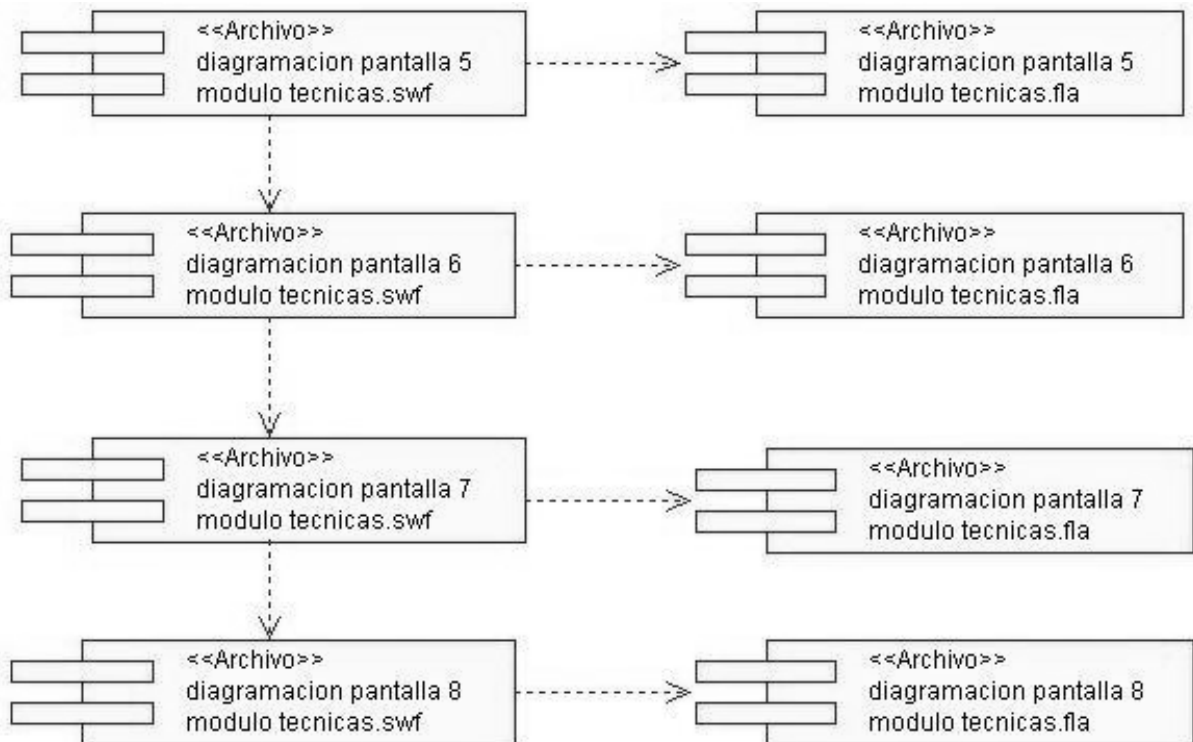 <<Archivo>>
diagramacion pantalla 5
modulo tecnicas.swf
<<Archivo>>
diagramacion pantalla 5
modulo tecnicas.fla
<<Archivo>>
diagramacion pantalla 6
modulo tecnicas.swf
<<Archivo>>
diagramacion pantalla 6
modulo tecnicas.fla
<<Archivo>>
diagramacion pantalla 7
modulo tecnicas.swf
<<Archivo>>
diagramacion pantalla 7
modulo tecnicas.fla
<<Archivo>>
diagramacion pantalla 8
modulo tecnicas.swf
<<Archivo>>
diagramacion pantalla 8
modulo tecnicas.fla